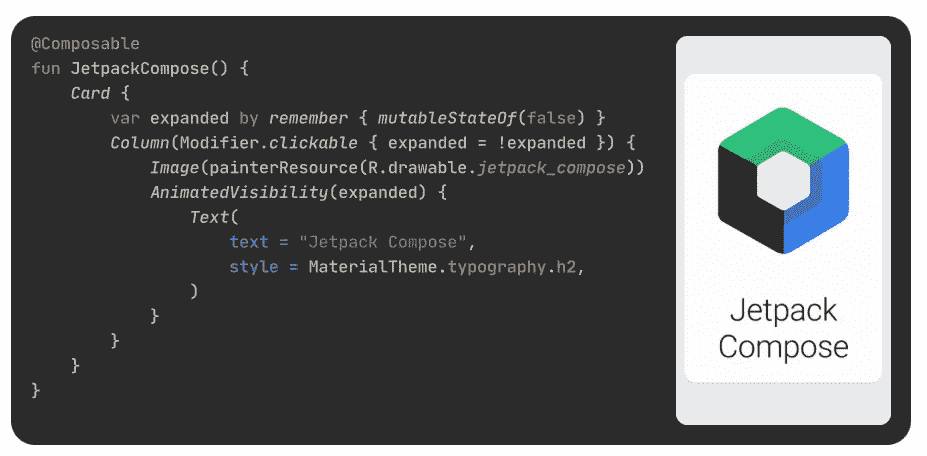 @Composable
fun JetpackCompose() {
    Card {
        var expanded by remember { mutableStateOf(false) }
        Column(Modifier.clickable { expanded = !expanded }) {
            Image(painterResource(R.drawable.jetpack_compose))
            AnimatedVisibility(expanded) {
                Text(
                    text = "Jetpack Compose",
                    style = MaterialTheme.typography.h2,
                )
            }
        }
    }
}
Jetpack
Compose